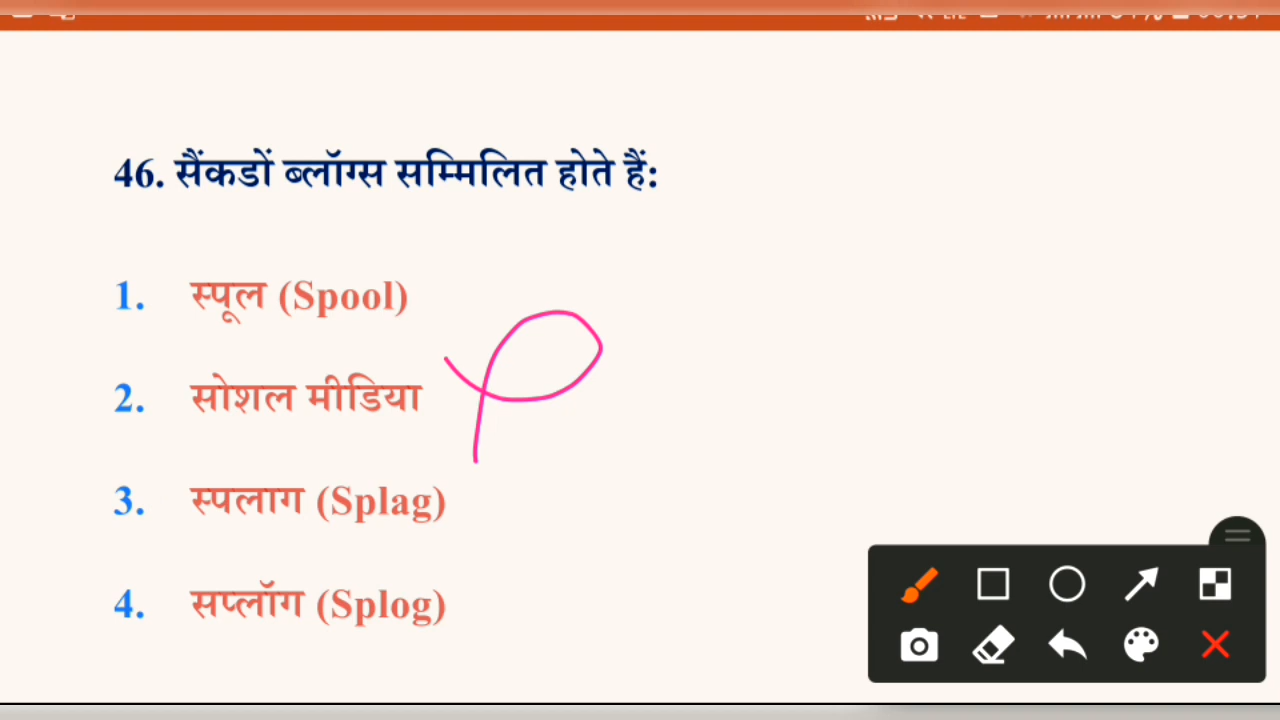 46. सैंकडों ब्लॉग्स सम्मिलित होते हैं:
1. स्पूल (Spool)
2. सोशल मीडिया
3. स्पलाग (Splag)
4. सप्लॉग (Splog)